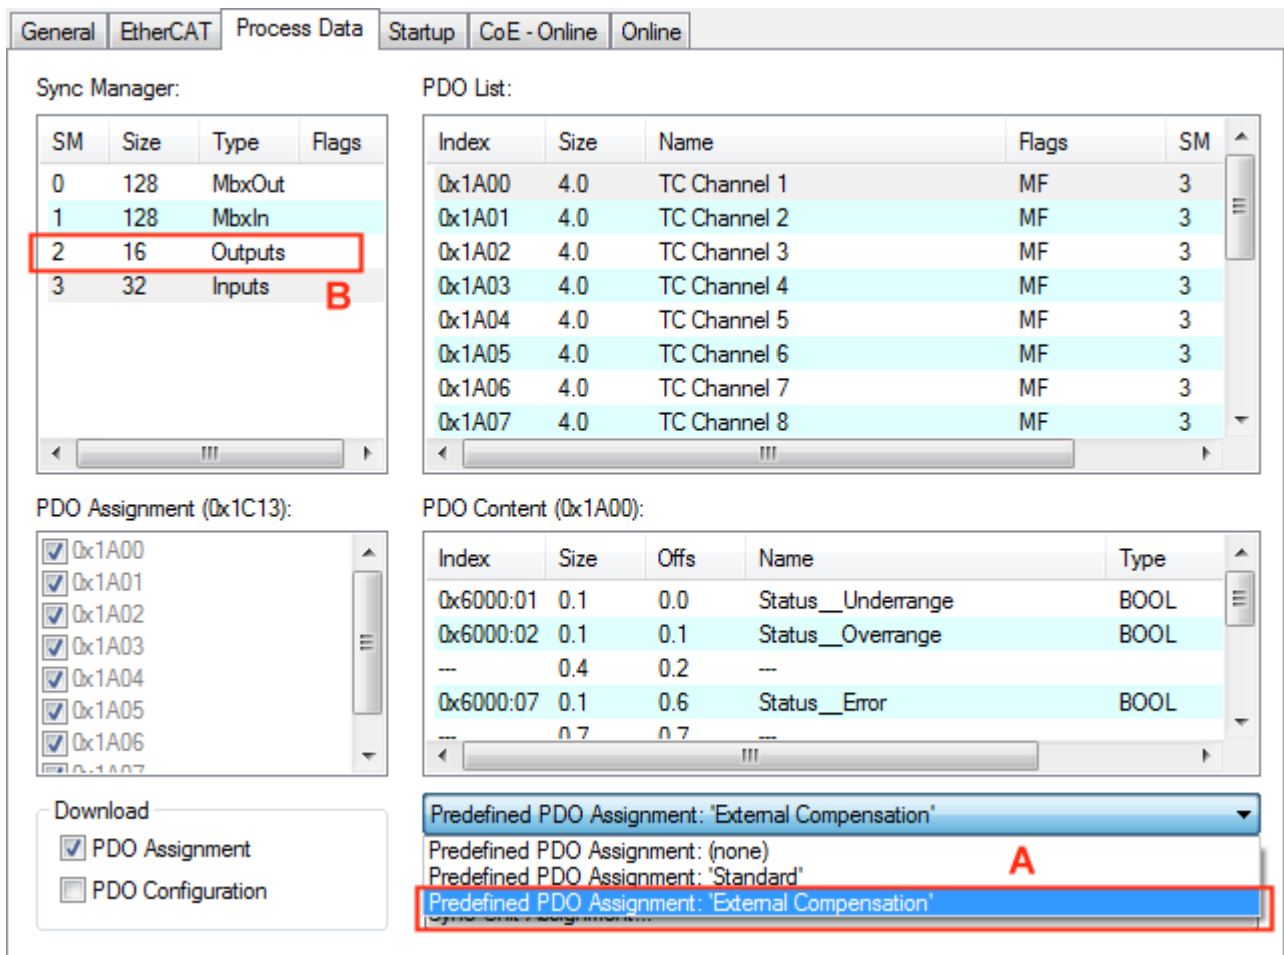 General EtherCAT Process Data Startup CoE - Online Online
Sync Manager:
SM Size Type Flags
0 128 MbxOut
1 128 MbxIn
2 16 Outputs
3 32 Inputs
B
PDO List:
Index Size Name Flags SM
0x1A00 4.0 TC Channel 1 MF 3
0x1A01 4.0 TC Channel 2 MF 3
0x1A02 4.0 TC Channel 3 MF 3
0x1A03 4.0 TC Channel 4 MF 3
0x1A04 4.0 TC Channel 5 MF 3
0x1A05 4.0 TC Channel 6 MF 3
0x1A06 4.0 TC Channel 7 MF 3
0x1A07 4.0 TC Channel 8 MF 3
PDO Assignment (0x1C13):
0x1A00
0x1A01
0x1A02
0x1A03
0x1A04
0x1A05
0x1A06
0x1A07
PDO Content (0x1A00):
Index Size Offs Name Type
0x6000:01 0.1 0.0 Status__Underrange BOOL
0x6000:02 0.1 0.1 Status__Overrange BOOL
--- 0.4 0.2 ---
0x6000:07 0.1 0.6 Status__Error BOOL
--- 0.7 0.7 ---
Download
PDO Assignment
PDO Configuration
Predefined PDO Assignment: 'External Compensation'
Predefined PDO Assignment: (none)
A
Predefined PDO Assignment: 'Standard'
Predefined PDO Assignment: 'External Compensation'
Sync Unit Assignment...